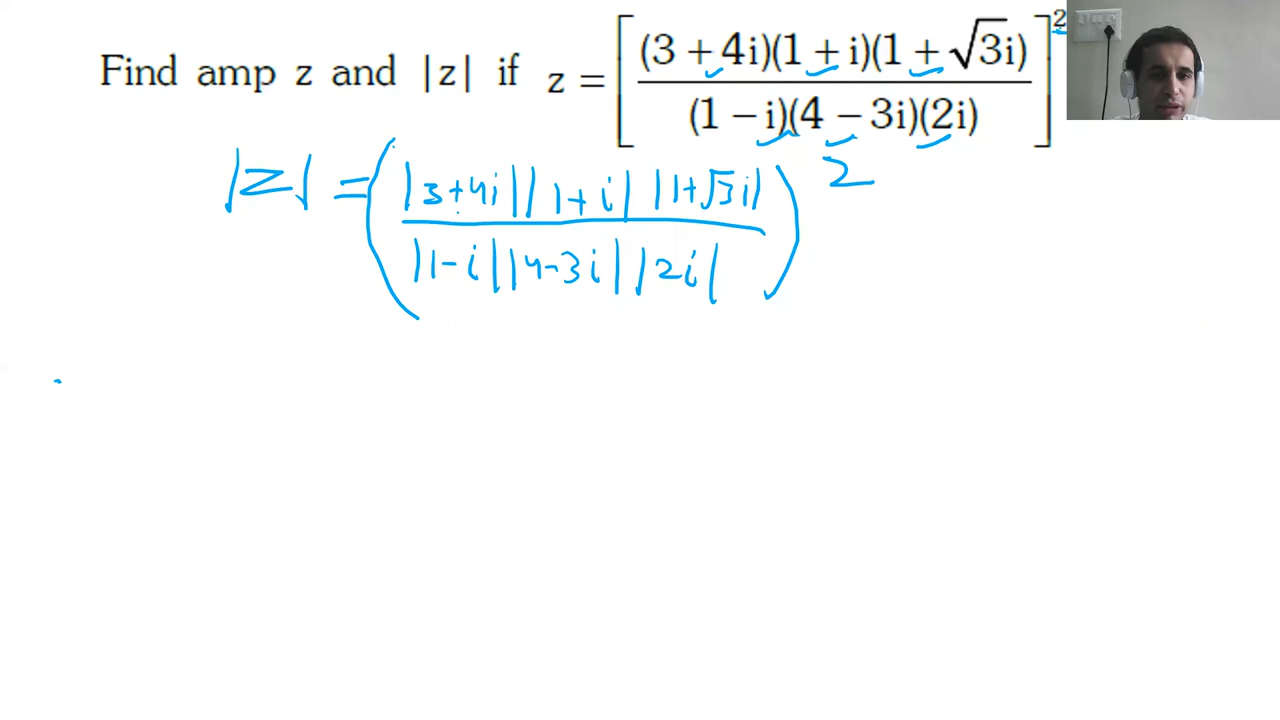 Find amp z and |z| if z = [ (3 + 4i)(1 + i)(1 + √3i) / (1 − i)(4 − 3i)(2i) ]²
|z| = ( |3+4i| |1+i| |1+√3i| / |1-i| |4-3i| |2i| )²